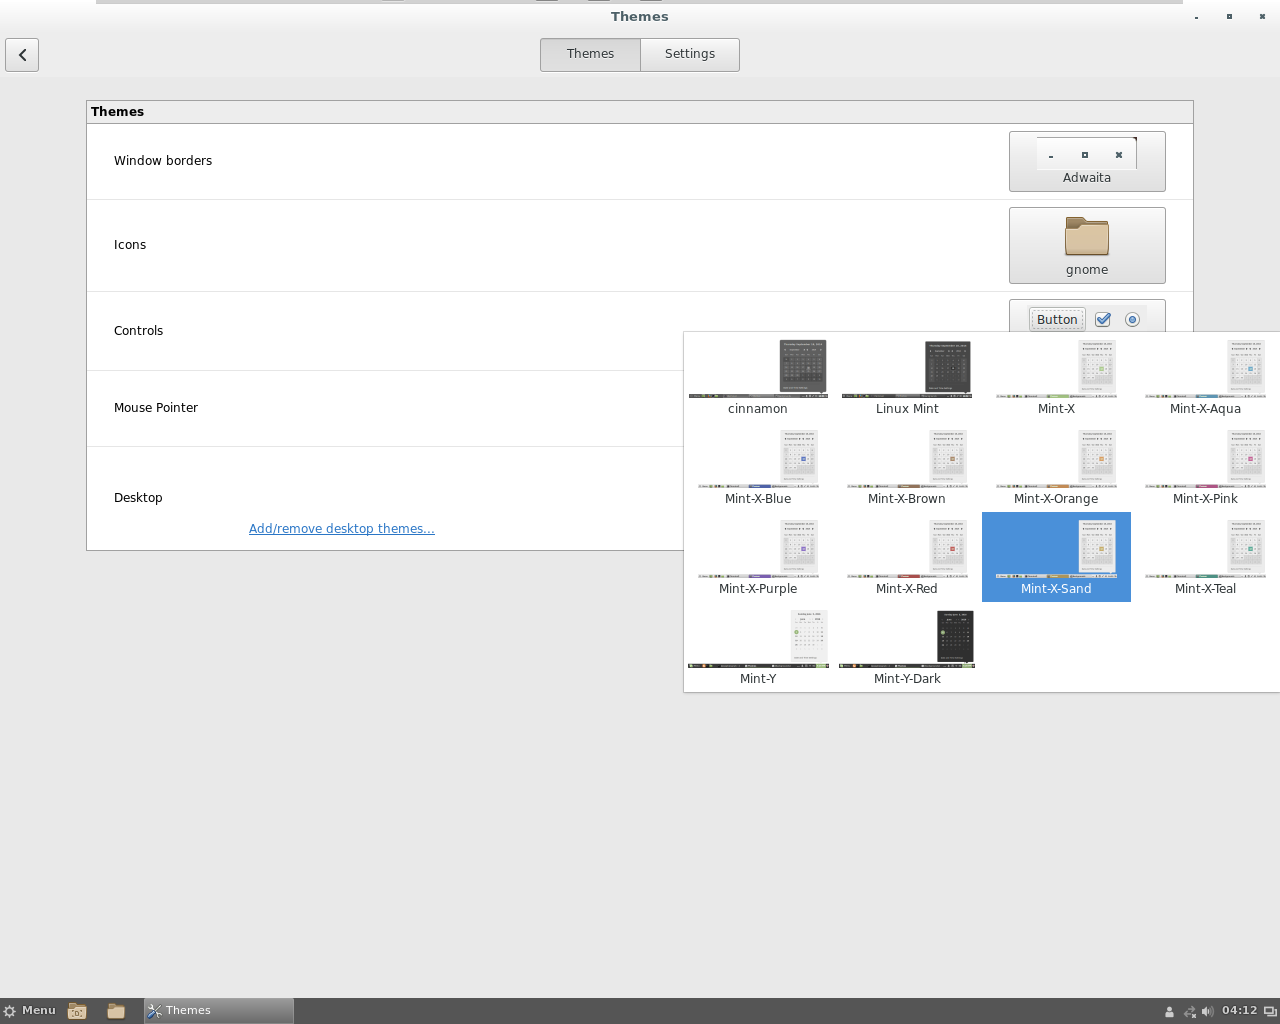 Themes
Themes
Settings
Themes
Window borders
Adwaita
Icons
gnome
Controls
Button
Mouse Pointer
Desktop
Add/remove desktop themes...
cinnamon
Linux Mint
Mint-X
Mint-X-Aqua
Mint-X-Blue
Mint-X-Brown
Mint-X-Orange
Mint-X-Pink
Mint-X-Purple
Mint-X-Red
Mint-X-Sand
Mint-X-Teal
Mint-Y
Mint-Y-Dark
Menu
Themes
04:12